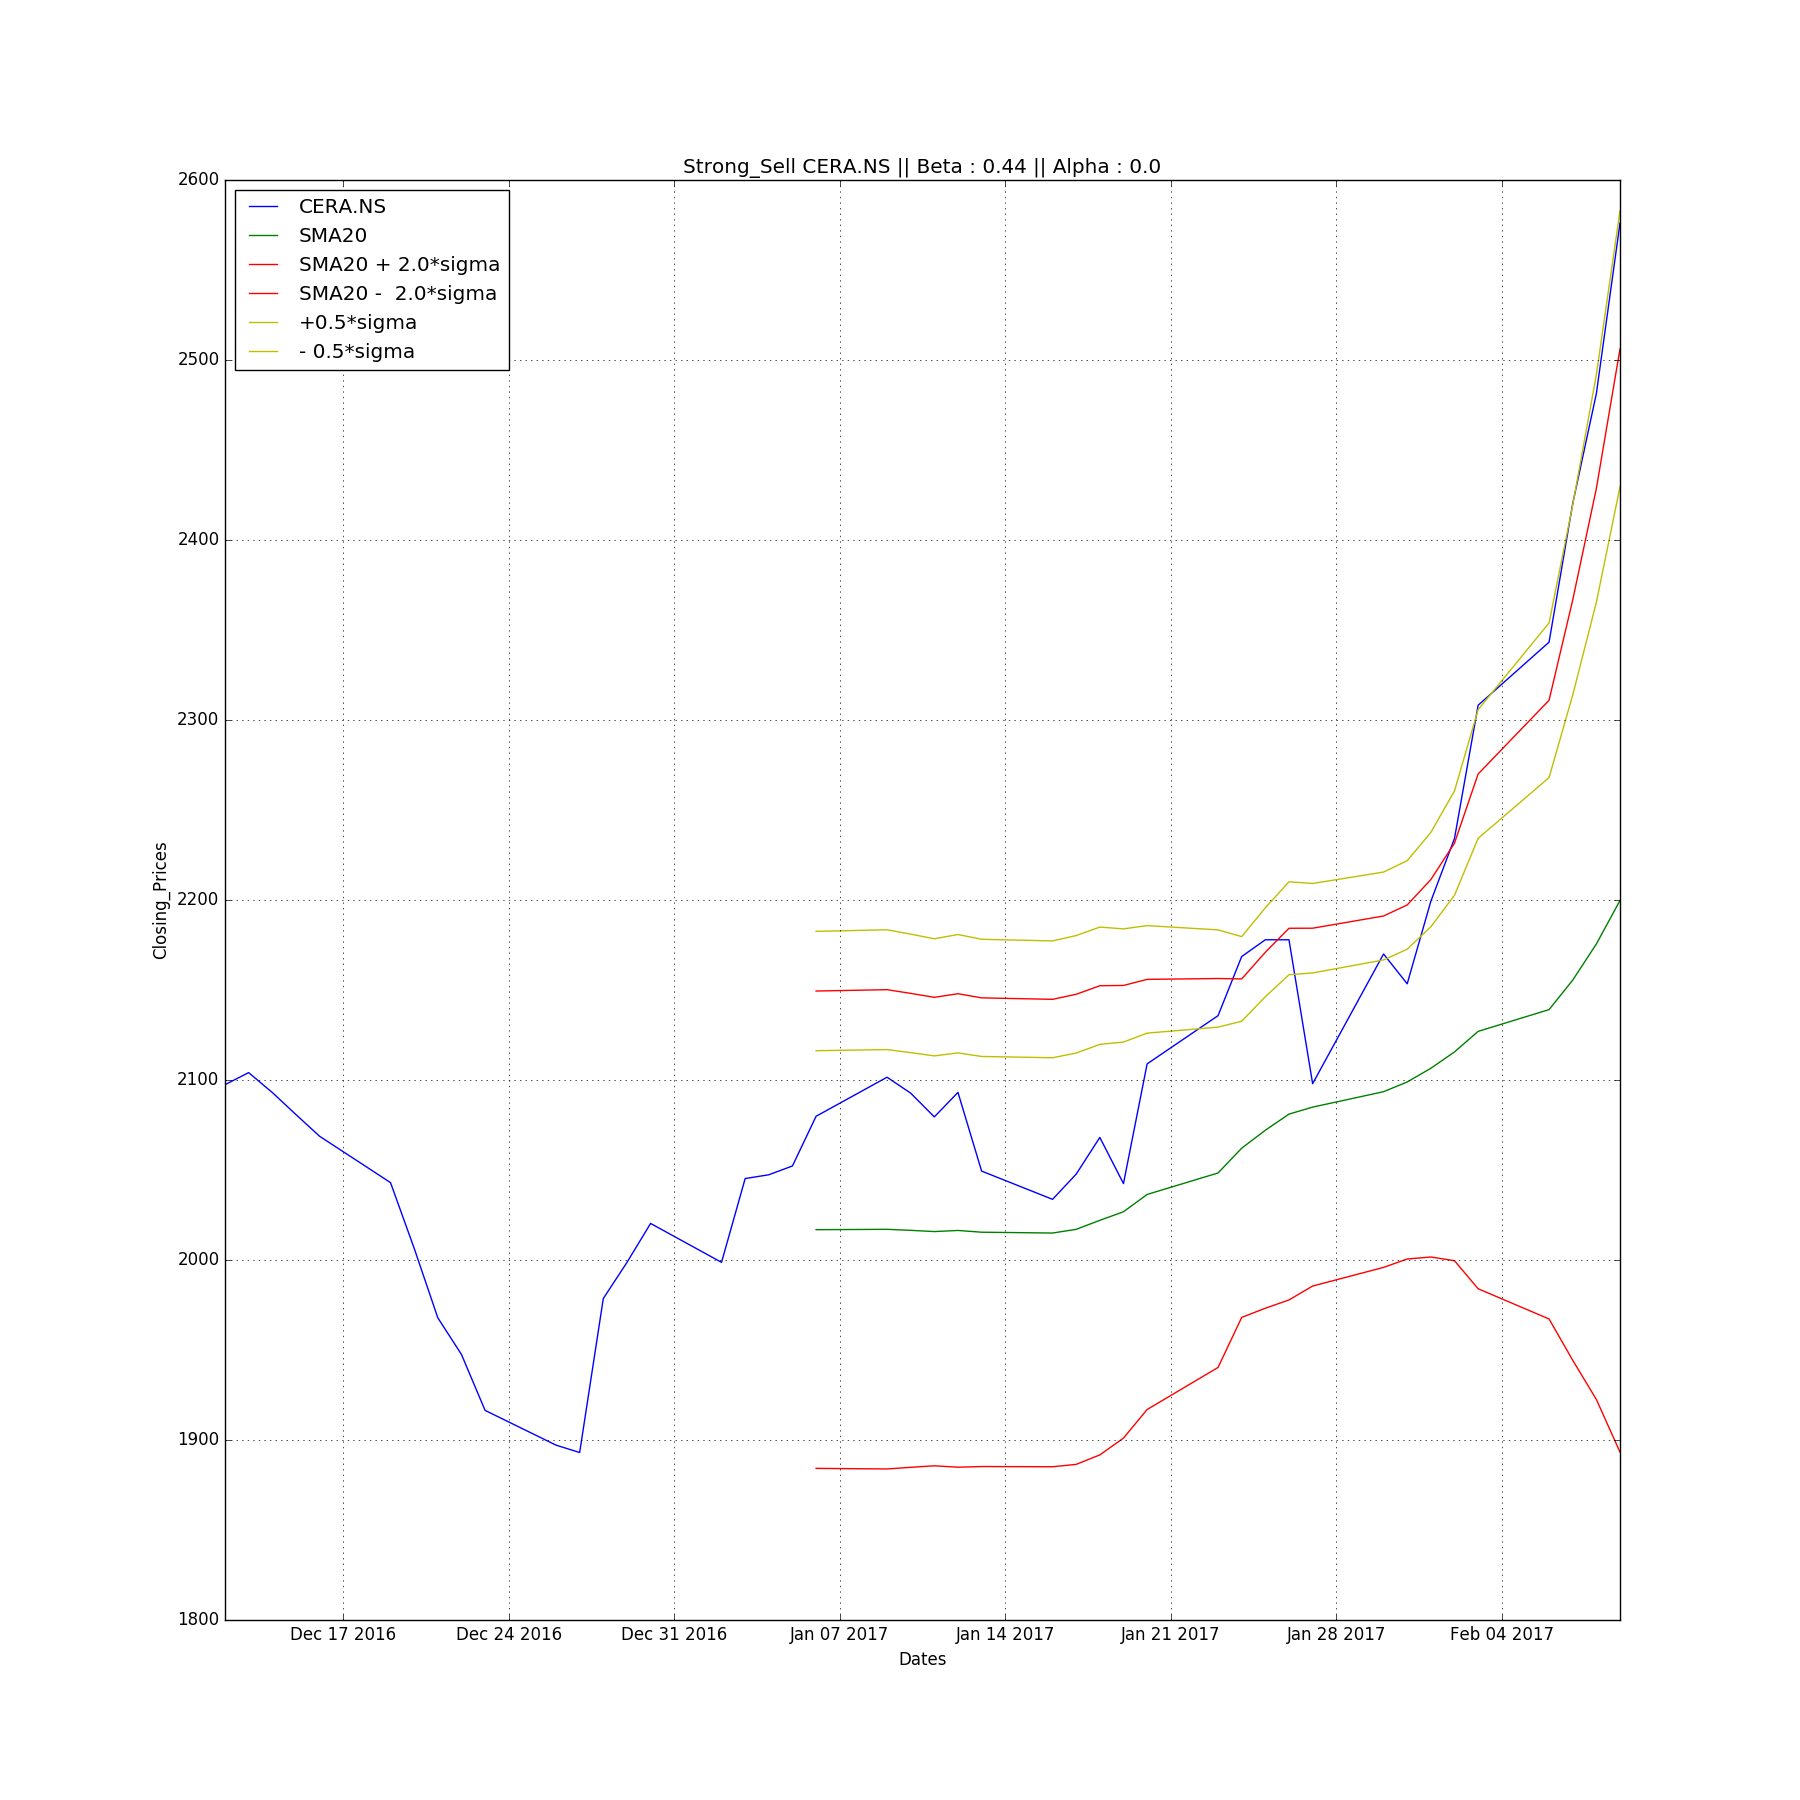 Strong_Sell CERA.NS || Beta : 0.44 || Alpha : 0.0
CERA.NS
SMA20
SMA20 + 2.0*sigma
SMA20 -  2.0*sigma
+0.5*sigma
- 0.5*sigma
2600
2500
2400
2300
2200
2100
2000
1900
1800
Closing_Prices
Dec 17 2016
Dec 24 2016
Dec 31 2016
Jan 07 2017
Jan 14 2017
Jan 21 2017
Jan 28 2017
Feb 04 2017
Dates